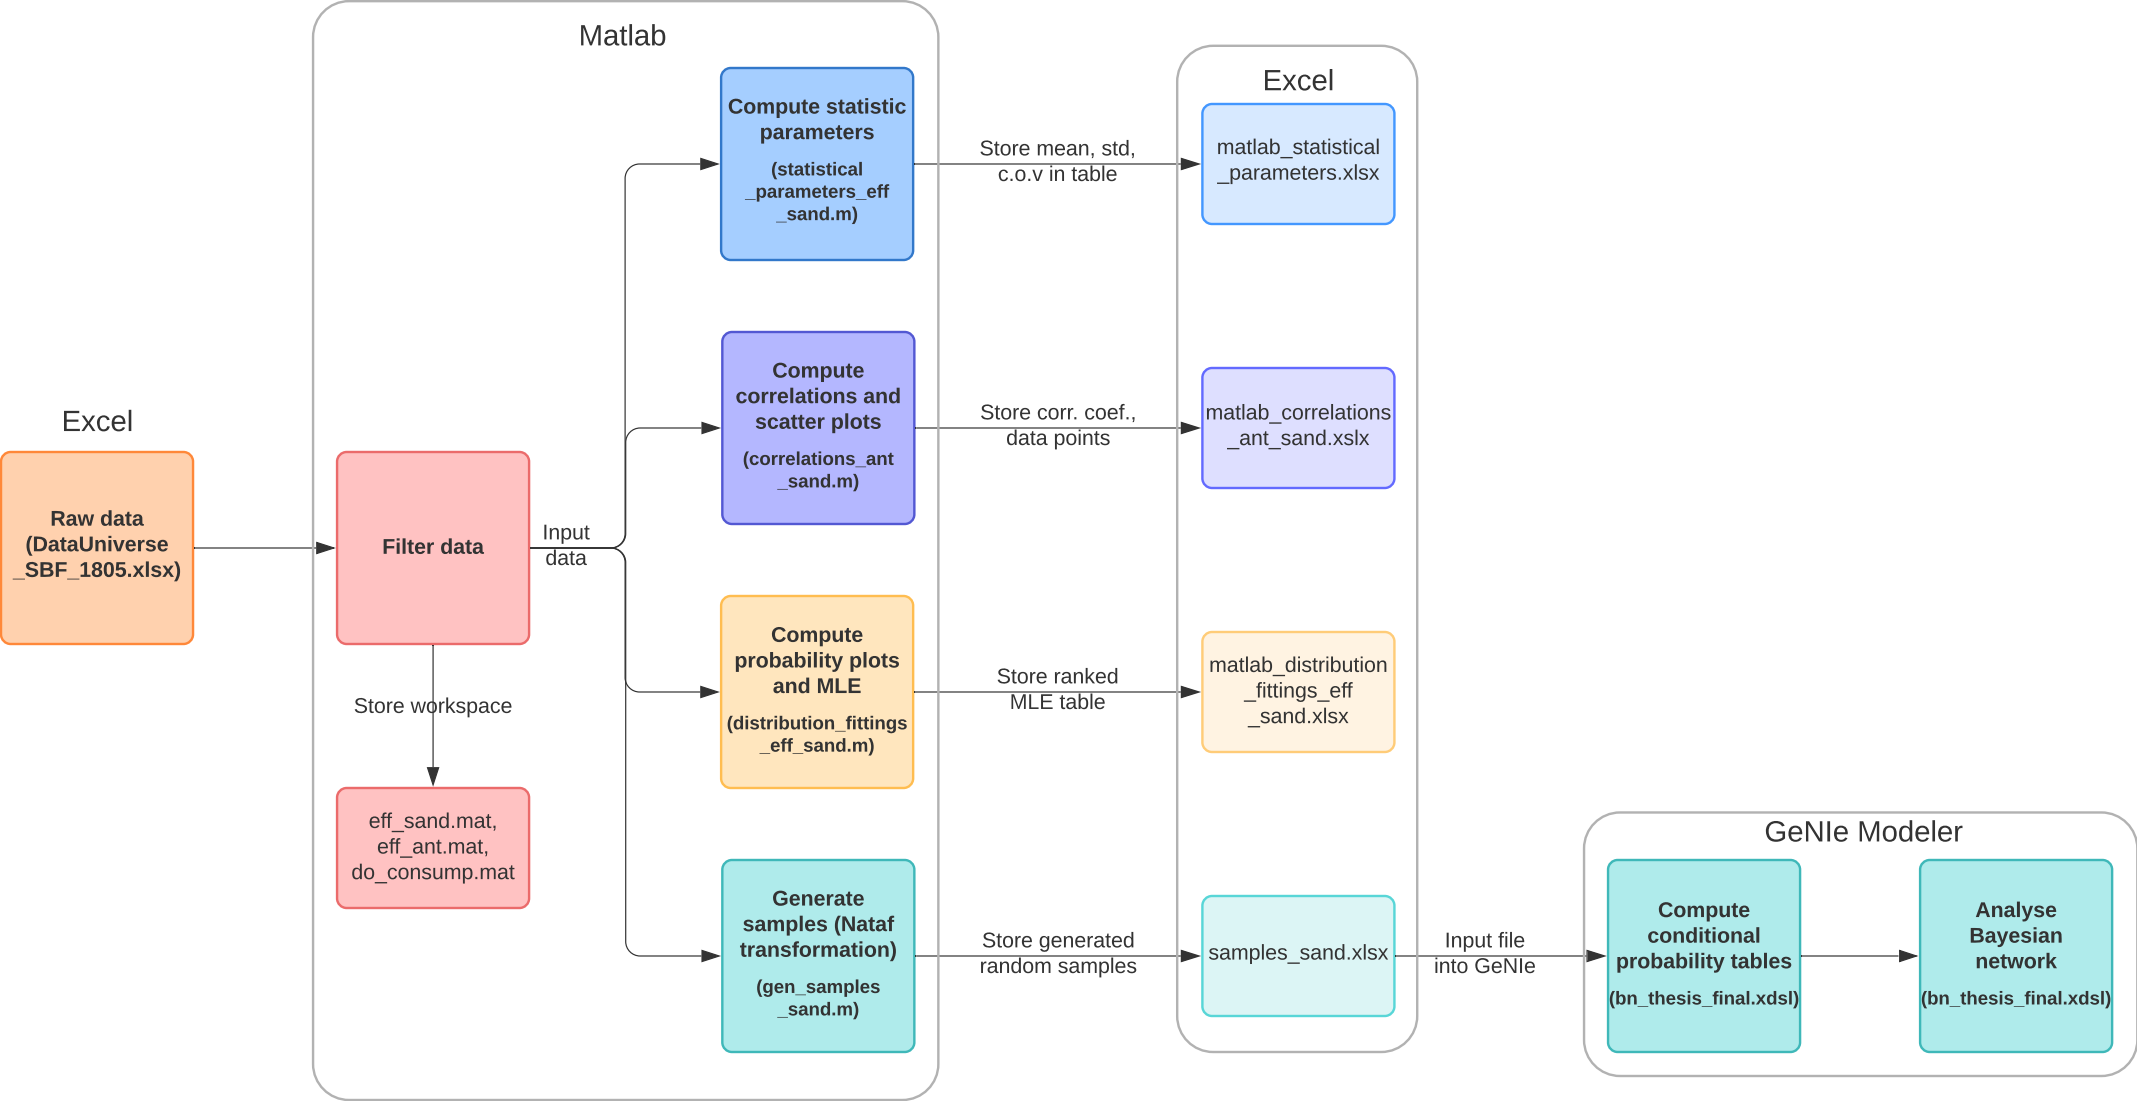 Matlab
Excel
Compute statistic
parameters
(statistical
_parameters_eff
_sand.m)
Store mean, std,
c.o.v in table
matlab_statistical
_parameters.xlsx
Compute
correlations and
scatter plots
(correlations_ant
_sand.m)
Store corr. coef.,
data points
matlab_correlations
_ant_sand.xslx
Excel
Raw data
(DataUniverse
_SBF_1805.xlsx)
Filter data
Input
data
Store workspace
eff_sand.mat,
eff_ant.mat,
do_consump.mat
Compute
probability plots
and MLE
(distribution_fittings
_eff_sand.m)
Store ranked
MLE table
matlab_distribution
_fittings_eff
_sand.xlsx
Generate
samples (Nataf
transformation)
(gen_samples
_sand.m)
Store generated
random samples
samples_sand.xlsx
Input file
into GeNIe
GeNIe Modeler
Compute
conditional
probability tables
(bn_thesis_final.xdsl)
Analyse
Bayesian
network
(bn_thesis_final.xdsl)